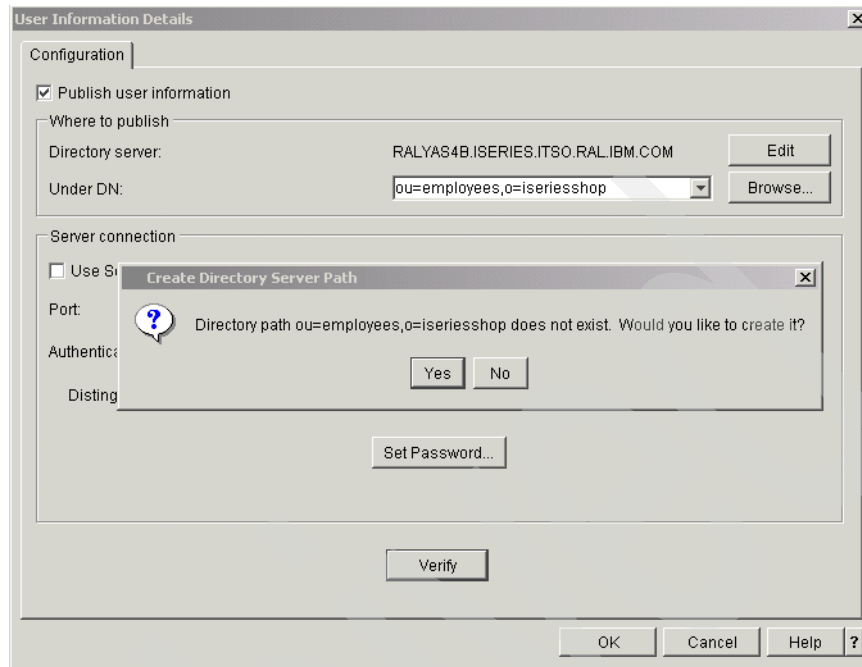 User Information Details
Configuration
Publish user information
Where to publish
Directory server: RALYAS4B.ISERIES.ITSO.RAL.IBM.COM Edit
Under DN: ou=employees,o=iseriesshop Browse...
Server connection
Use
Create Directory Server Path
Port:
Directory path ou=employees,o=iseriesshop does not exist. Would you like to create it?
Authentica
Yes No
Disting
Set Password...
Verify
OK Cancel Help ?